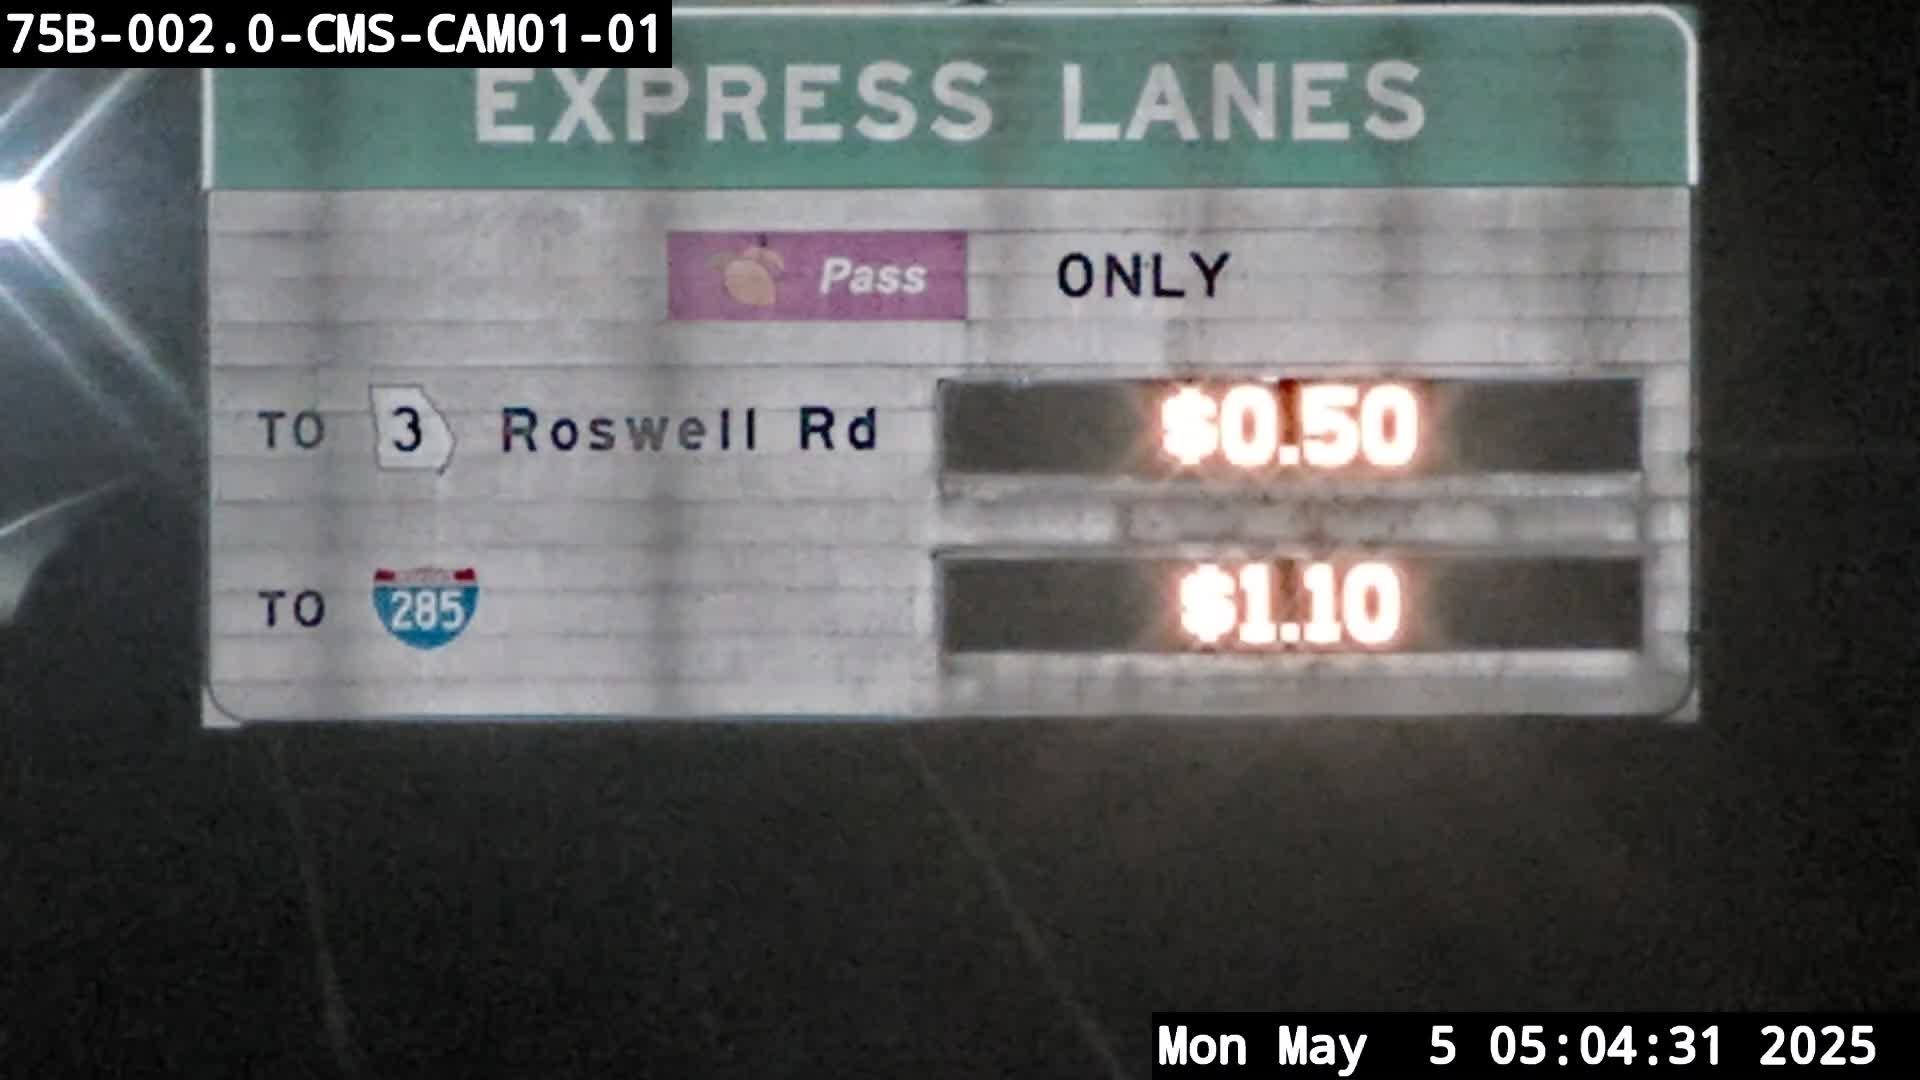 75B-002.0-CMS-CAM01-01
EXPRESS LANES
Pass ONLY
TO 3 Roswell Rd $0.50
TO 285 $1.10
Mon May 5 05:04:31 2025